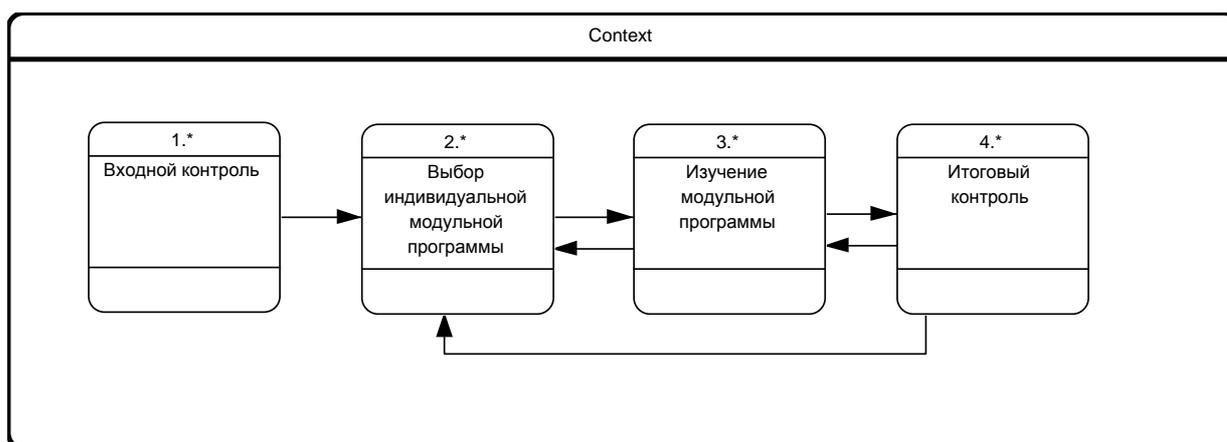 Context
1.*
Входной контроль
2.*
Выбор
индивидуальной
модульной
программы
3.*
Изучение
модульной
программы
4.*
Итоговый
контроль